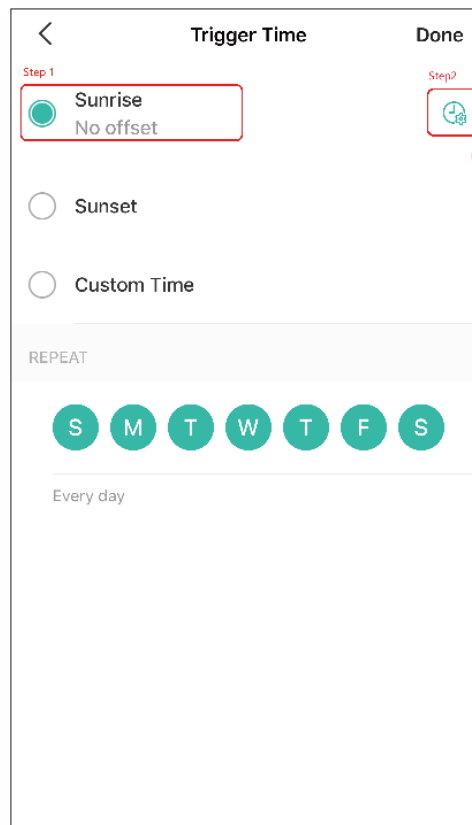 Trigger Time Done
Step 1
Step2
Sunrise
No offset
Sunset
Custom Time
REPEAT
S M T W T F S
Every day